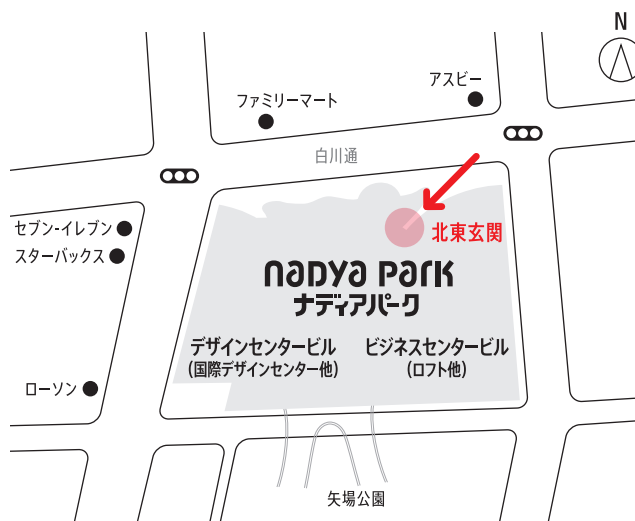 N
アスビー
ファミリーマート
白川通
北東玄関
セブン-イレブン
スターバックス
nadya park
ナディアパーク
デザインセンタービル
(国際デザインセンター他)
ビジネスセンタービル
(ロフト他)
ローソン
矢場公園